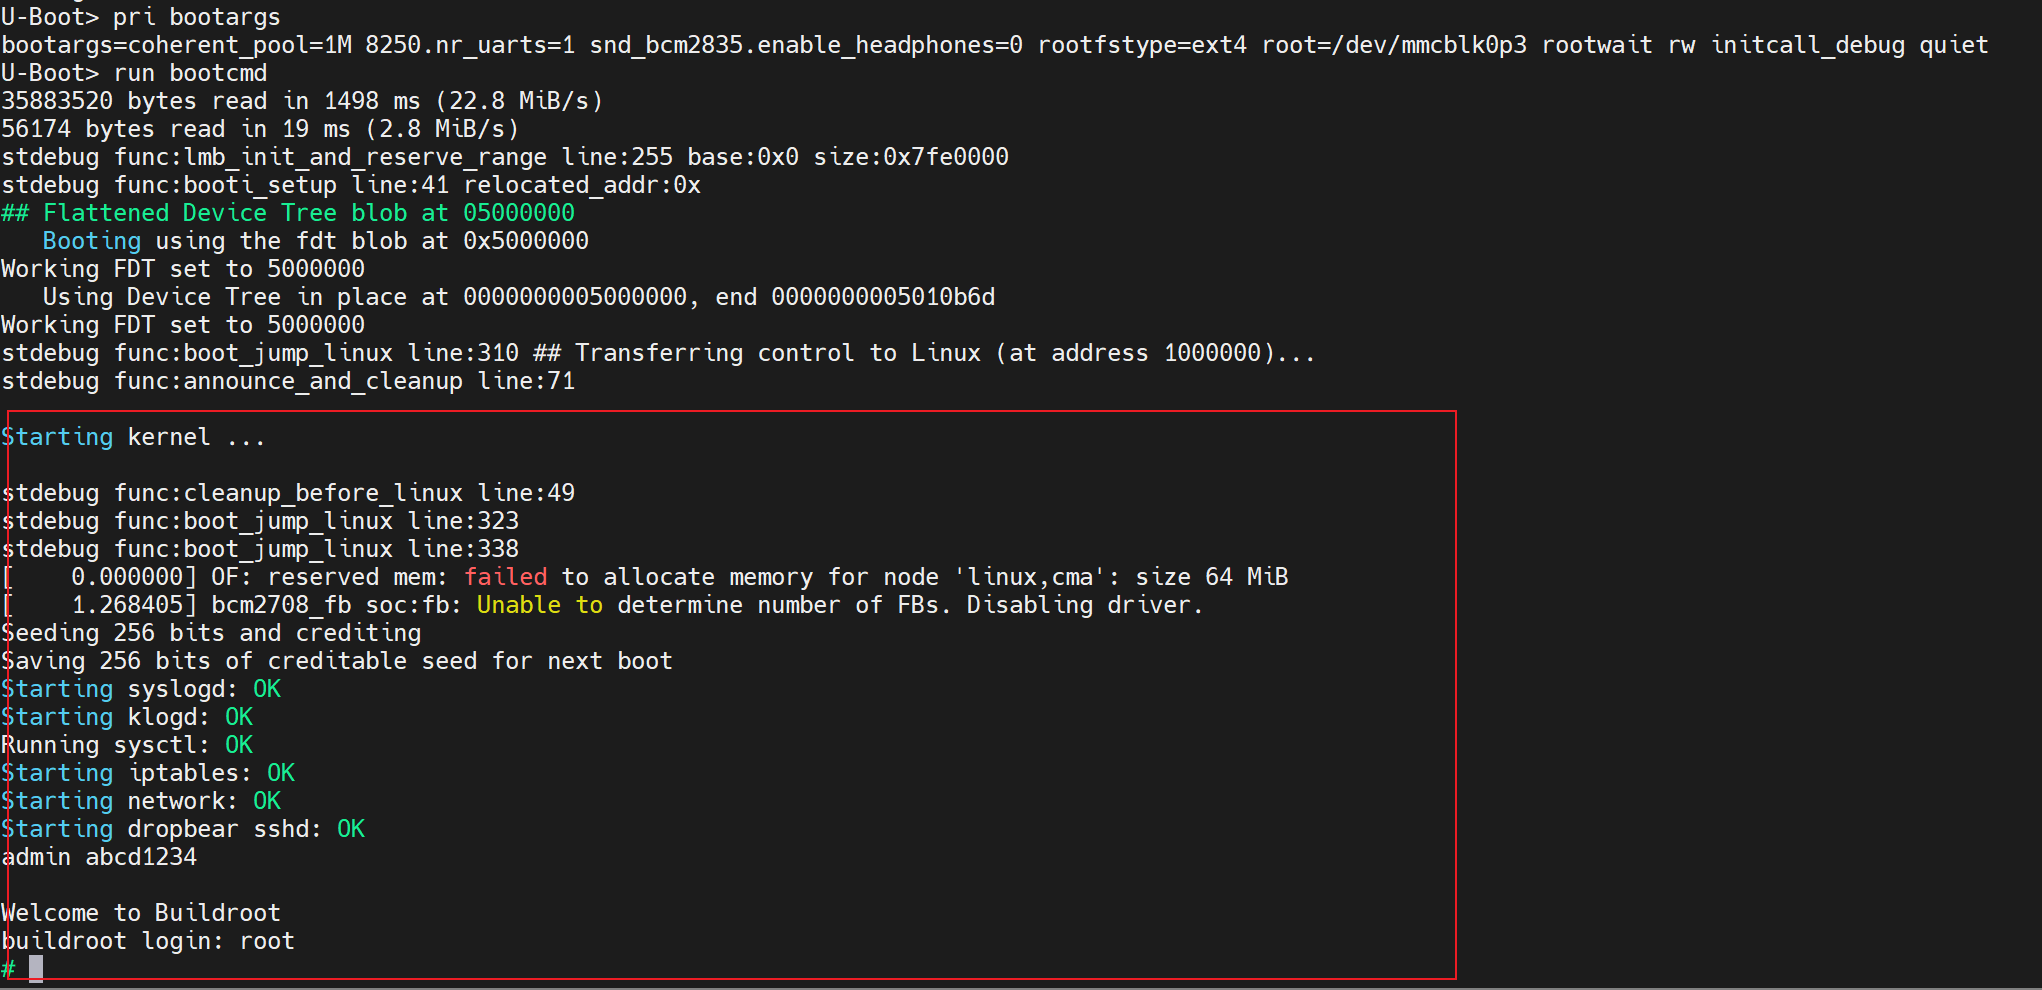 U-Boot> pri bootargs
bootargs=coherent_pool=1M 8250.nr_uarts=1 snd_bcm2835.enable_headphones=0 rootfstype=ext4 root=/dev/mmcblk0p3 rootwait rw initcall_debug quiet
U-Boot> run bootcmd
35883520 bytes read in 1498 ms (22.8 MiB/s)
56174 bytes read in 19 ms (2.8 MiB/s)
stdebug func:lmb_init_and_reserve_range line:255 base:0x0 size:0x7fe0000
stdebug func:booti_setup line:41 relocated_addr:0x
## Flattened Device Tree blob at 05000000
   Booting using the fdt blob at 0x5000000
Working FDT set to 5000000
   Using Device Tree in place at 0000000005000000, end 0000000005010b6d
Working FDT set to 5000000
stdebug func:boot_jump_linux line:310 ## Transferring control to Linux (at address 1000000)...
stdebug func:announce_and_cleanup line:71
Starting kernel ...
stdebug func:cleanup_before_linux line:49
stdebug func:boot_jump_linux line:323
stdebug func:boot_jump_linux line:338
[    0.000000] OF: reserved mem: failed to allocate memory for node 'linux,cma': size 64 MiB
[    1.268405] bcm2708_fb soc:fb: Unable to determine number of FBs. Disabling driver.
Seeding 256 bits and crediting
Saving 256 bits of creditable seed for next boot
Starting syslogd: OK
Starting klogd: OK
Running sysctl: OK
Starting iptables: OK
Starting network: OK
Starting dropbear sshd: OK
admin abcd1234
Welcome to Buildroot
buildroot login: root
#